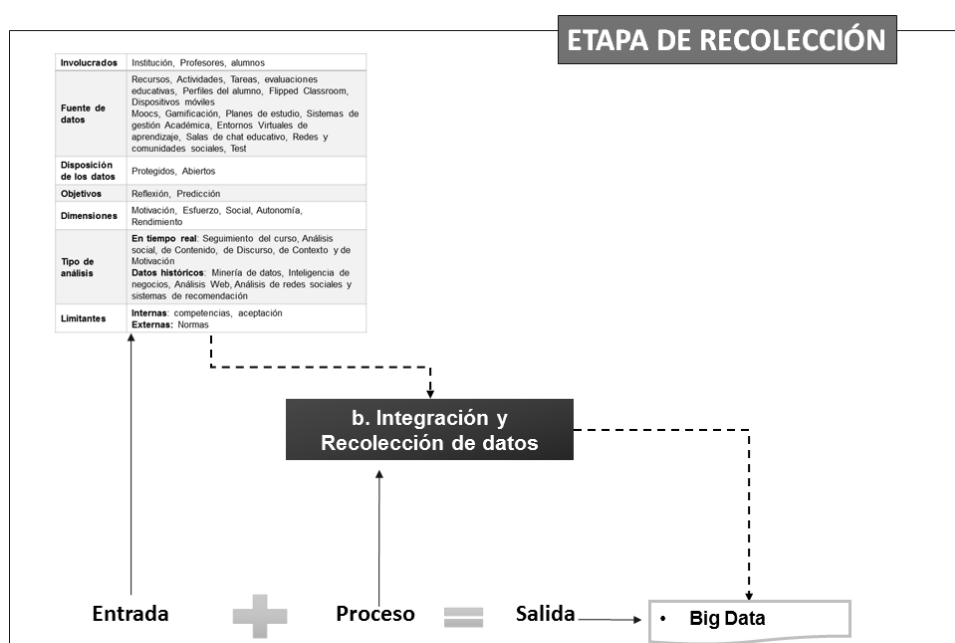 ETAPA DE RECOLECCIÓN
Involucrados
Institución, Profesores, alumnos
Fuente de
datos
Recursos, Actividades, Tareas, evaluaciones
educativas, Perfiles del alumno, Flipped Classroom,
Dispositivos móviles
Moocs, Gamificación, Planes de estudio, Sistemas de
gestión Académica, Entornos Virtuales de
aprendizaje, Salas de chat educativo, Redes y
comunidades sociales, Test
Disposición
de los datos
Protegidos, Abiertos
Objetivos
Reflexión, Predicción
Dimensiones
Motivación, Esfuerzo, Social, Autonomía,
Rendimiento
Tipo de
análisis
En tiempo real: Seguimiento del curso, Análisis
social, de Contenido, de Discurso, de Contexto y de
Motivación
Datos históricos: Minería de datos, Inteligencia de
negocios, Análisis Web, Análisis de redes sociales y
sistemas de recomendación
Limitantes
Internas: competencias, aceptación
Externas: Normas
b. Integración y
Recolección de datos
Entrada + Proceso = Salida
• Big Data